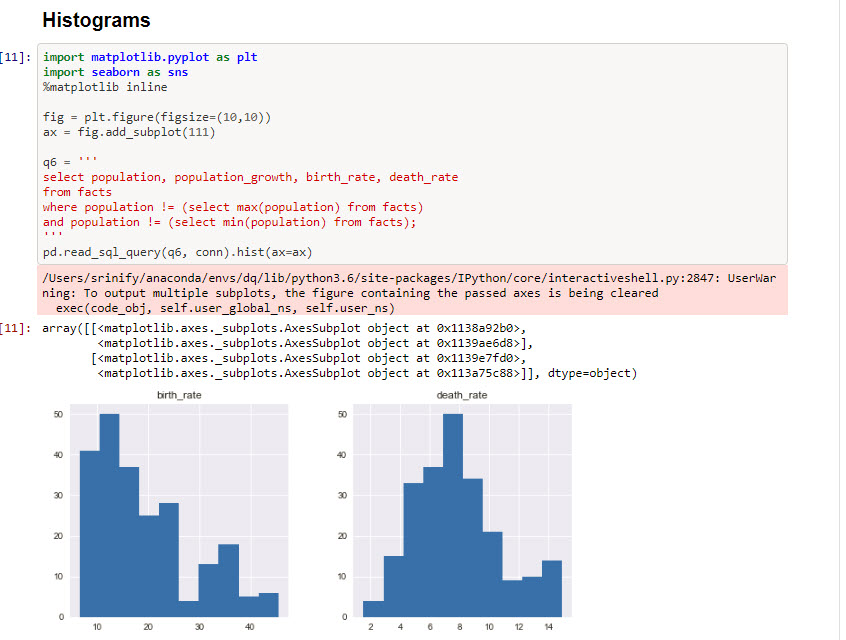 Histograms
[11]: import matplotlib.pyplot as plt
import seaborn as sns
%matplotlib inline
fig = plt.figure(figsize=(10,10))
ax = fig.add_subplot(111)
q6 = '''
select population, population_growth, birth_rate, death_rate
from facts
where population != (select max(population) from facts)
and population != (select min(population) from facts);
'''
pd.read_sql_query(q6, conn).hist(ax=ax)
/Users/srinify/anaconda/envs/dq/lib/python3.6/site-packages/IPython/core/interactiveshell.py:2847: UserWar
ning: To output multiple subplots, the figure containing the passed axes is being cleared
exec(code_obj, self.user_global_ns, self.user_ns)
[11]: array([[<matplotlib.axes._subplots.AxesSubplot object at 0x1138a92b0>,
<matplotlib.axes._subplots.AxesSubplot object at 0x1139ae6d8>],
[<matplotlib.axes._subplots.AxesSubplot object at 0x1139e7fd0>,
<matplotlib.axes._subplots.AxesSubplot object at 0x113a75c88>]], dtype=object)
birth_rate
50
40
30
20
10
0
10 20 30 40
death_rate
50
40
30
20
10
0
2 4 6 8 10 12 14